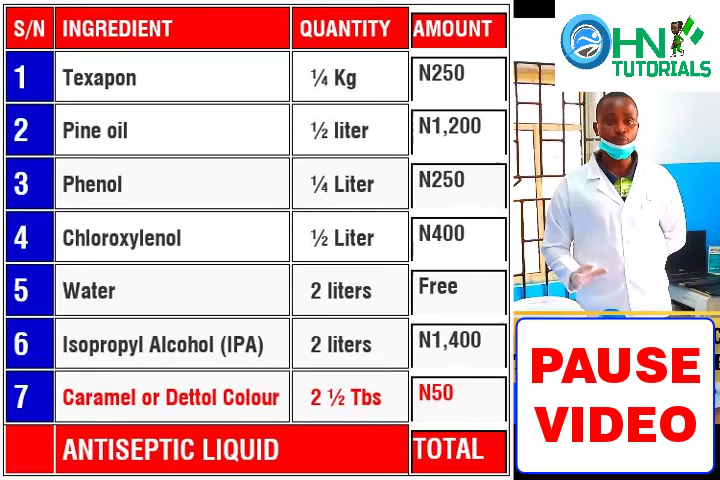 S/N INGREDIENT QUANTITY AMOUNT
1 Texapon ¼ Kg N250
2 Pine oil ½ liter N1,200
3 Phenol ¼ Liter N250
4 Chloroxylenol ½ Liter N400
5 Water 2 liters Free
6 Isopropyl Alcohol (IPA) 2 liters N1,400
7 Caramel or Dettol Colour 2 ½ Tbs N50
ANTISEPTIC LIQUID TOTAL
OHN
TUTORIALS
PAUSE
VIDEO